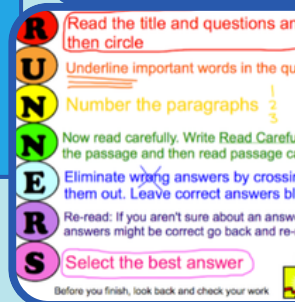 R Read the title and questions an
then circle
U Underline important words in the qu
N Number the paragraphs 1
2
3
N Now read carefully. Write Read Carefu
the passage and then read passage ca
E Eliminate wrong answers by crossi
them out. Leave correct answers bl
R Re-read: If you aren't sure about an answ
answers might be correct go back and re-r
S Select the best answer
Before you finish, look back and check your work